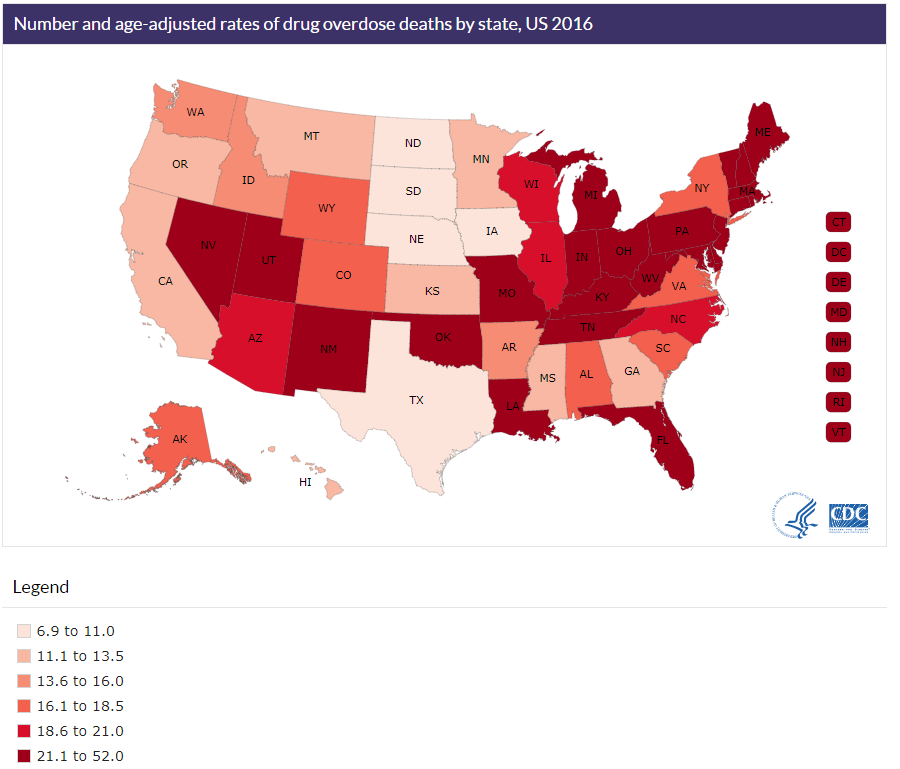 Number and age-adjusted rates of drug overdose deaths by state, US 2016
WA
MT
ND
MN
ME
OR
ID
SD
WI
MI
NY
MA
WY
NE
IA
PA
CT
NV
UT
CO
IL
IN
OH
DC
CA
KS
MO
KY
WV
VA
DE
AZ
NM
OK
AR
TN
NC
MD
TX
MS
AL
GA
SC
NH
LA
NJ
AK
FL
RI
HI
VT
CDC
Legend
6.9 to 11.0
11.1 to 13.5
13.6 to 16.0
16.1 to 18.5
18.6 to 21.0
21.1 to 52.0